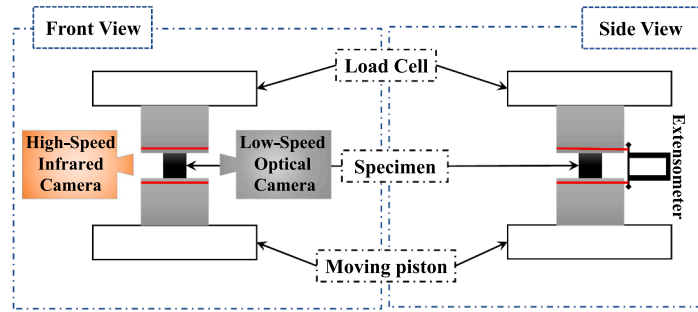 Front View
Side View
Load Cell
High-Speed
Infrared
Camera
Low-Speed
Optical
Camera
Specimen
Extensometer
Moving piston